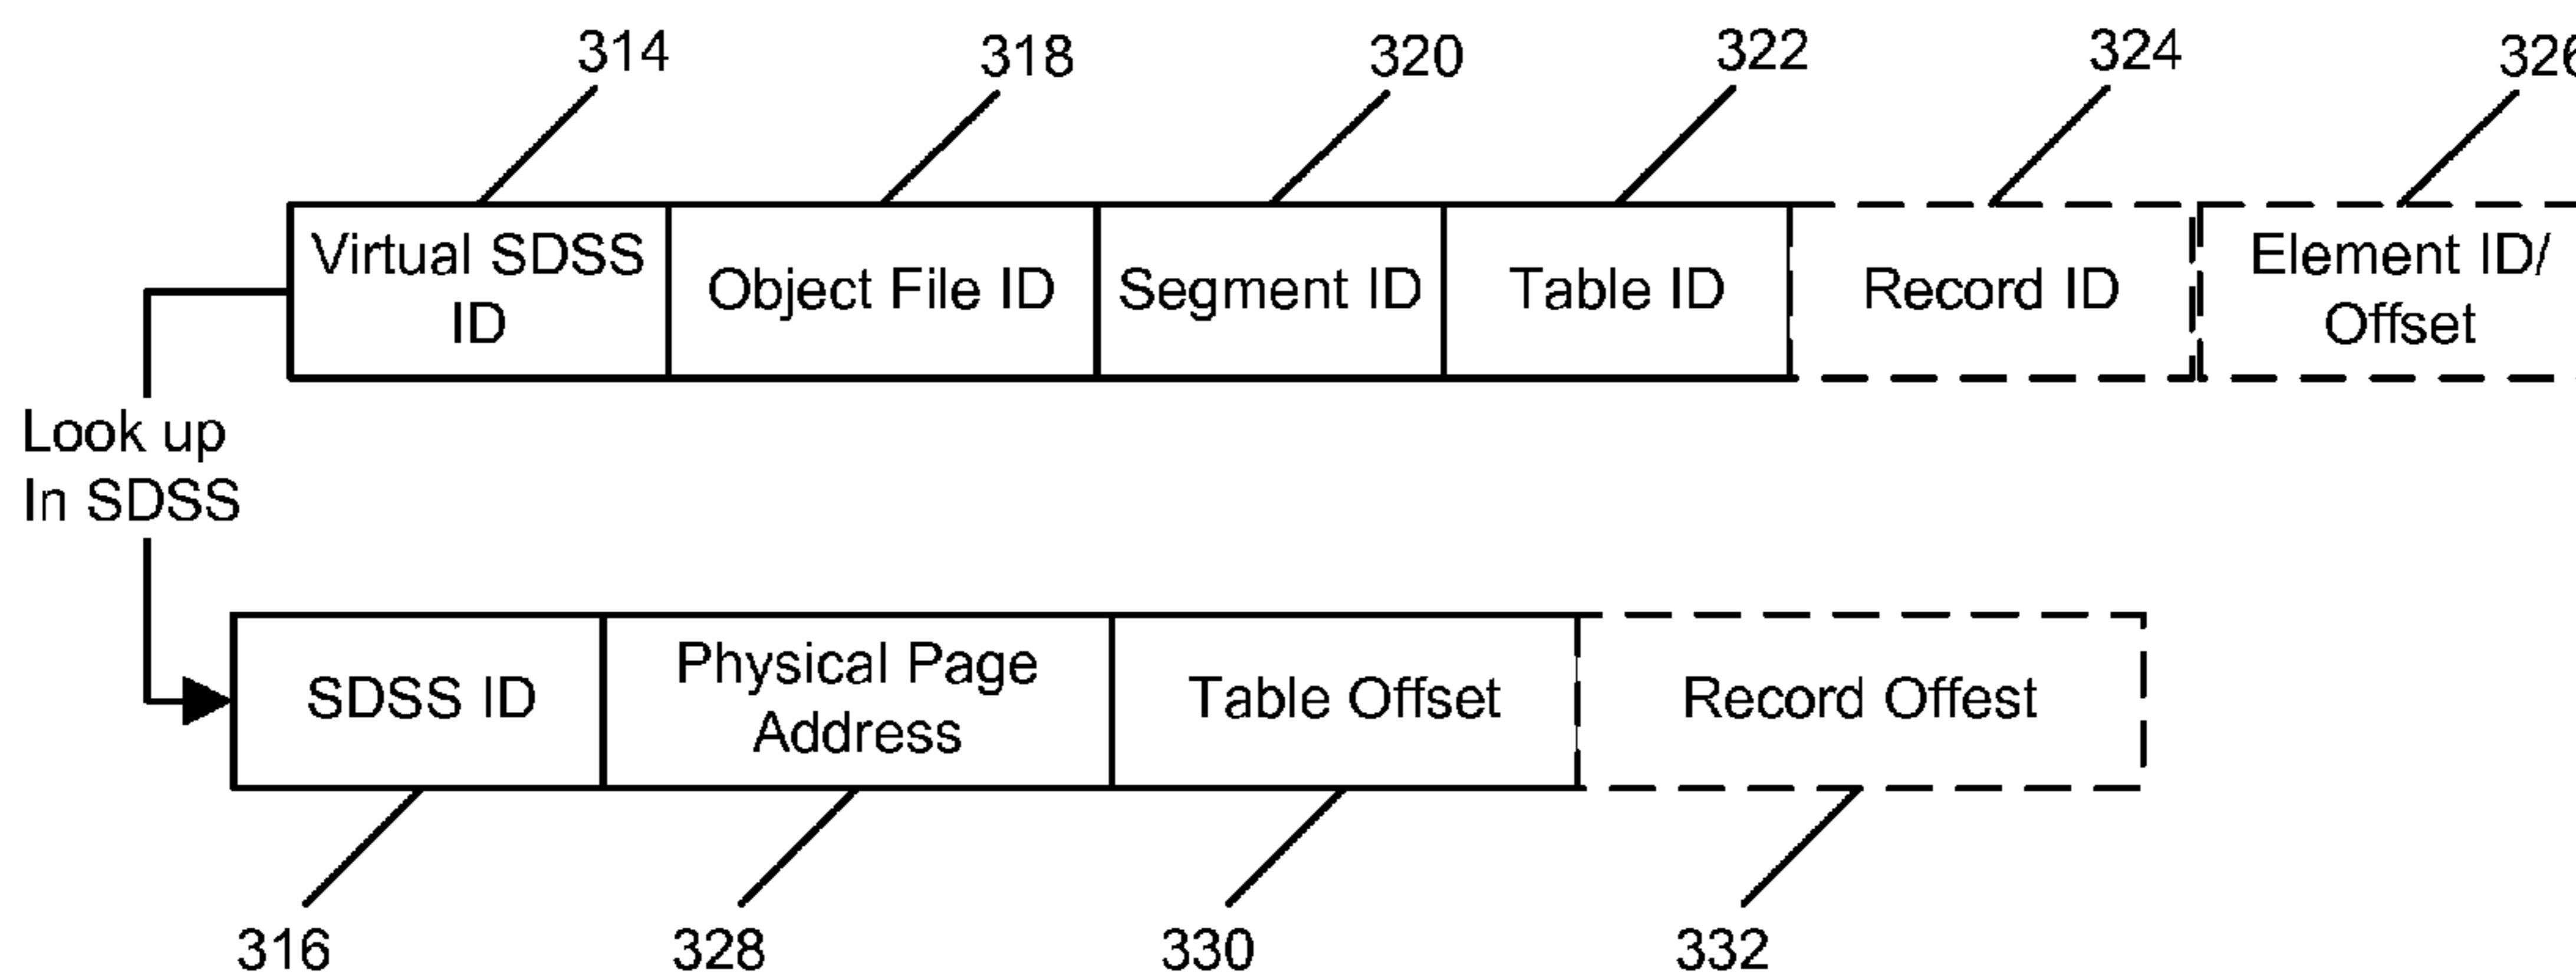 314
318
320
322
324
326
Virtual SDSS
ID
Object File ID
Segment ID
Table ID
Record ID
Element ID/
Offset
Look up
In SDSS
SDSS ID
Physical Page
Address
Table Offset
Record Offest
316
328
330
332